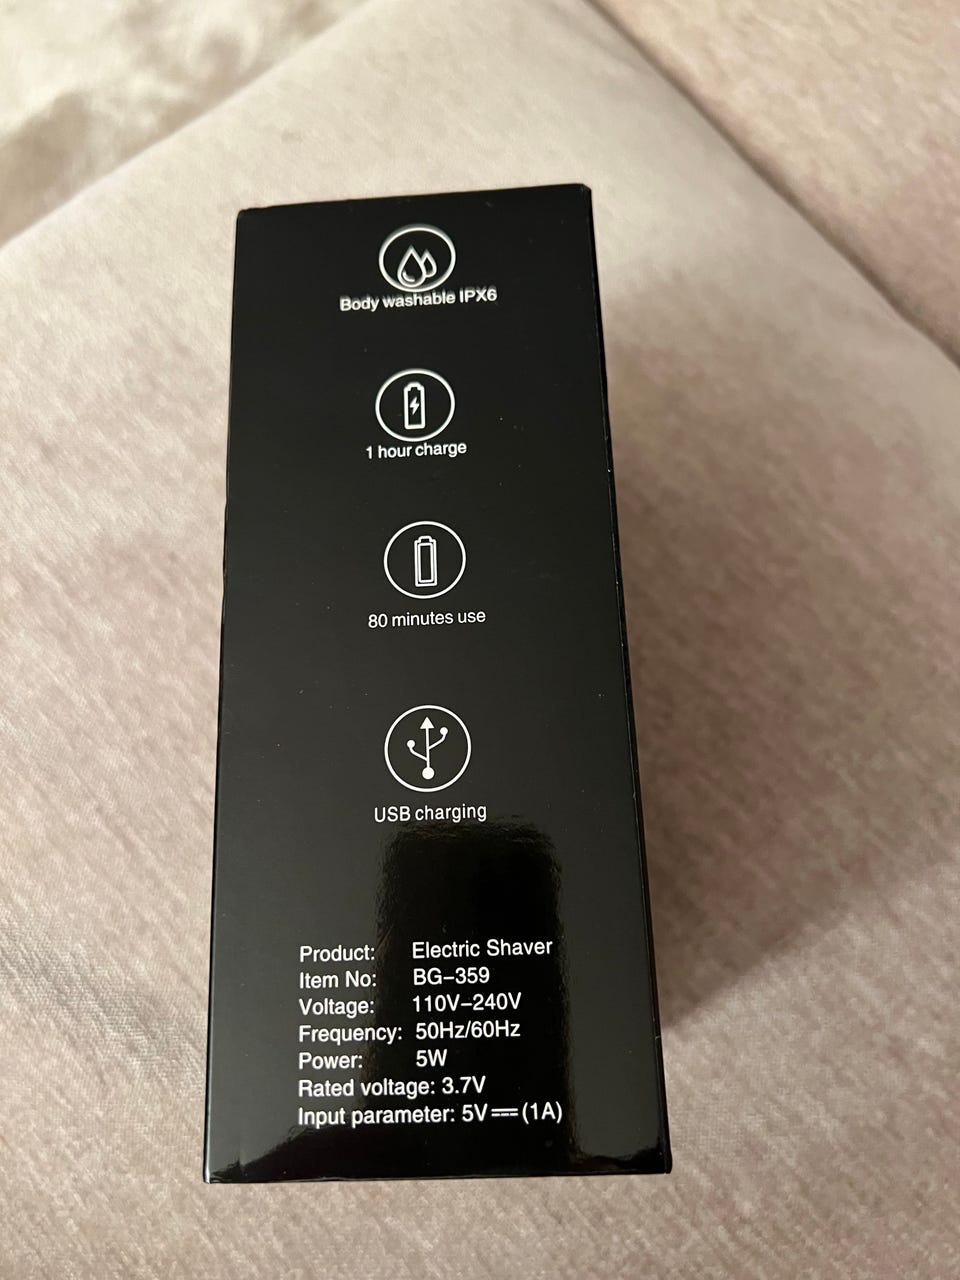 Body washable IPX6
1 hour charge
80 minutes use
USB charging
Product: Electric Shaver
Item No: BG-359
Voltage: 110V-240V
Frequency: 50Hz/60Hz
Power: 5W
Rated voltage: 3.7V
Input parameter: 5V⎓(1A)